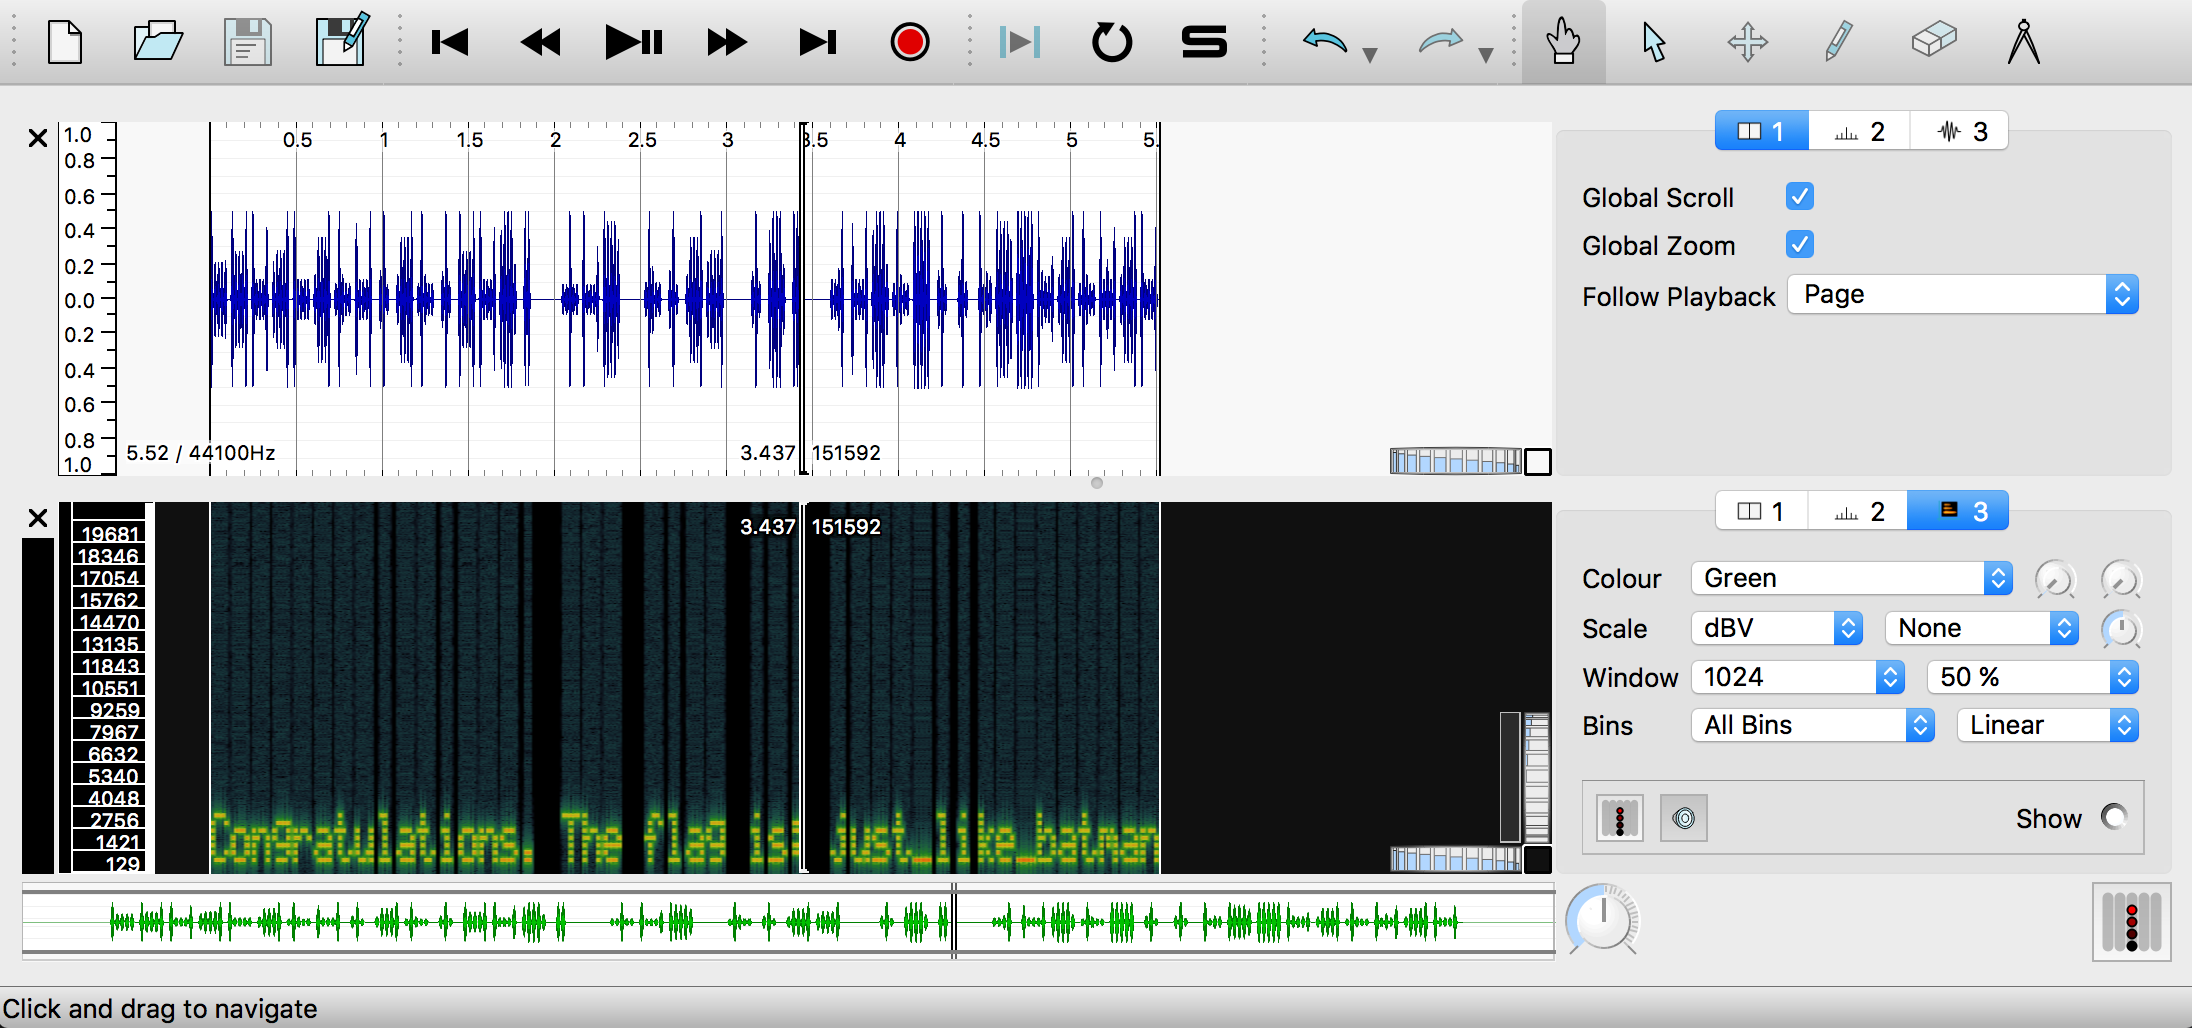 0.5 1 1.5 2 2.5 3 3.5 4 4.5 5 5.
1.0
0.8
0.6
0.4
0.2
0.0
0.2
0.4
0.6
0.8
1.0
5.52 / 44100Hz 3.437 151592
1 2 3
Global Scroll
Global Zoom
Follow Playback Page
19681
18346
17054
15762
14470
13135
11843
10551
9259
7967
6632
5340
4048
2756
1421
129
3.437 151592
Congratulations. The flag is: Just_like_batman
1 2 3
Colour Green
Scale dBV None
Window 1024 50 %
Bins All Bins Linear
Show
Click and drag to navigate